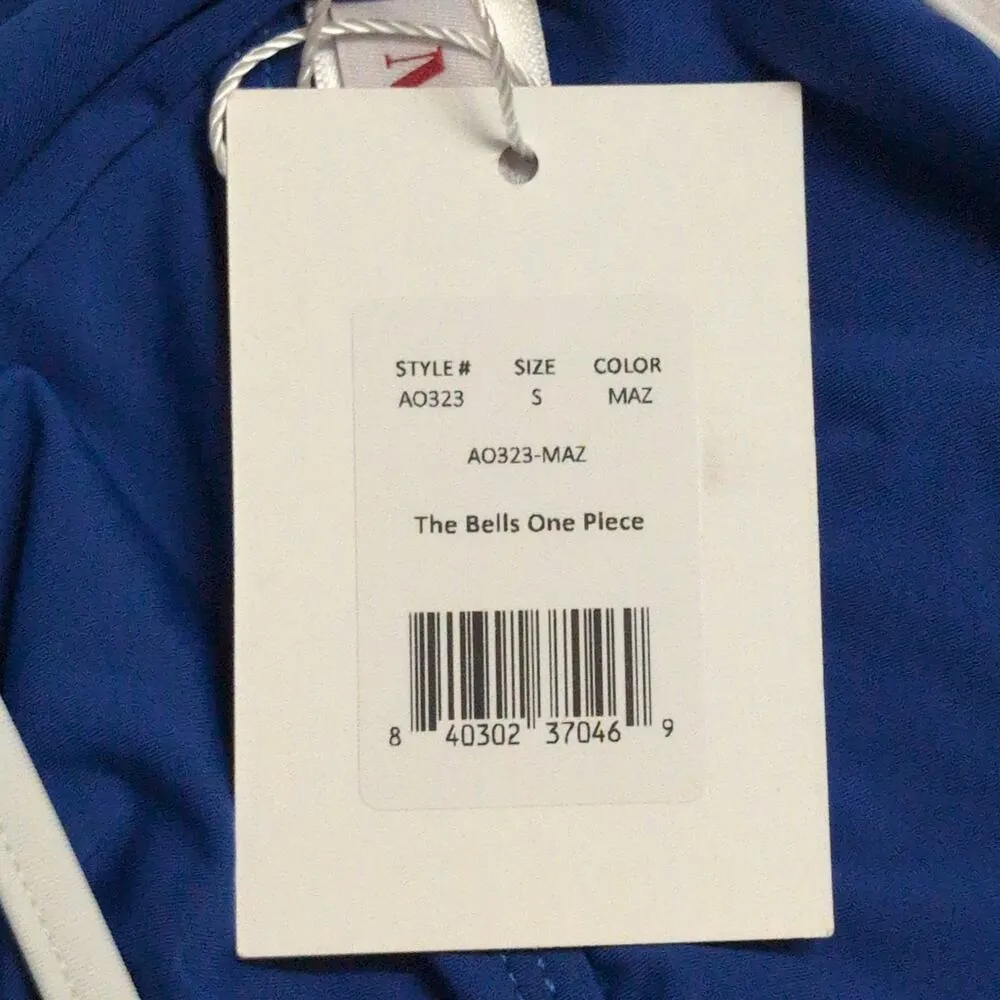 STYLE # SIZE COLOR
AO323 S MAZ
AO323-MAZ
The Bells One Piece
8 40302 37046 9